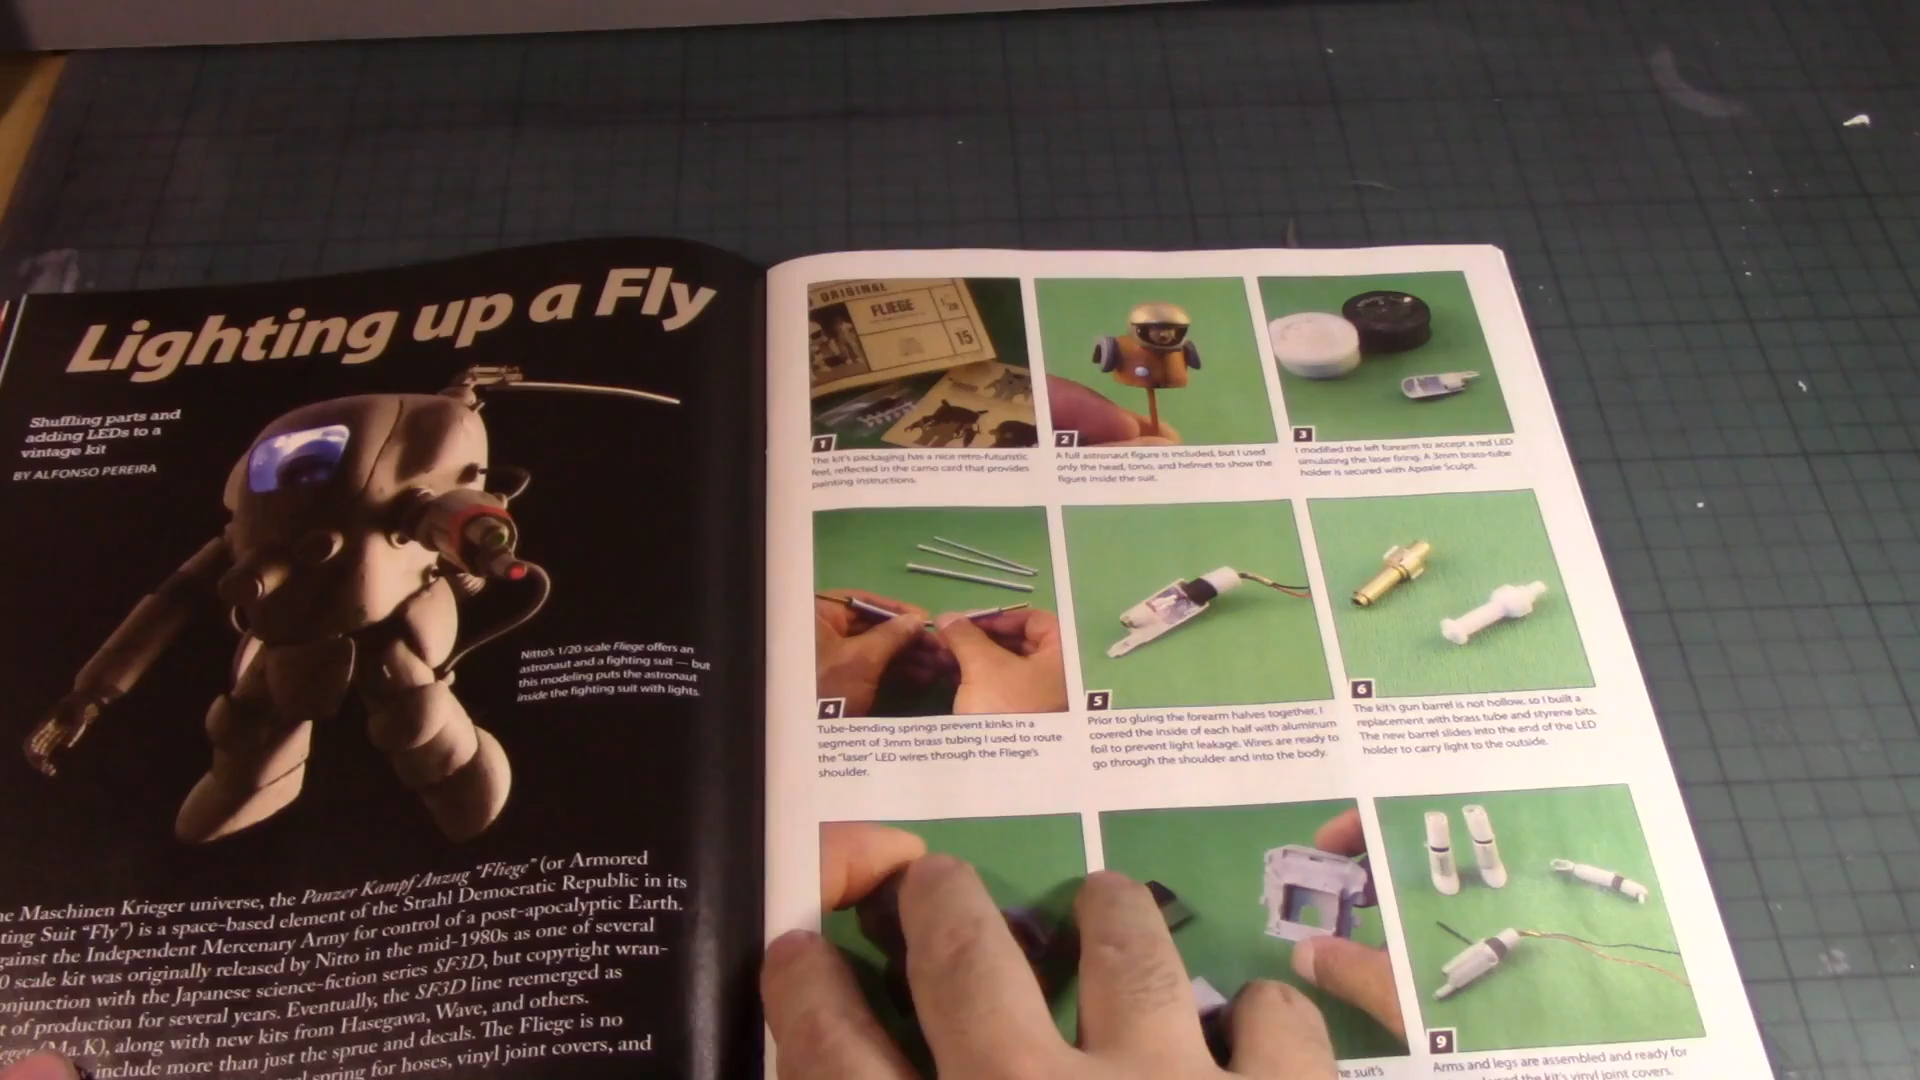 Lighting up a Fly
Shuffling parts and
adding LEDs to a
vintage kit
BY ALFONSO PEREIRA
Nitto's 1/20 scale Fliege offers an
astronaut and a fighting suit — but
this modeling puts the astronaut
inside the fighting suit with lights.
Maschinen Krieger universe, the Panzer Kampf Anzug "Fliege" (or Armored
ting Suit "Fly") is a space-based element of the Strahl Democratic Republic in its
gainst the Independent Mercenary Army for control of a post-apocalyptic Earth.
0 scale kit was originally released by Nitto in the mid-1980s as one of several
onjunction with the Japanese science-fiction series SF3D, but copyright wran-
t of production for several years. Eventually, the SF3D line reemerged as
(Ma.K), along with new kits from Hasegawa, Wave, and others.
include more than just the sprue and decals. The Fliege is no
spring for hoses, vinyl joint covers, and
ORIGINAL
FLIEGE
15
1
The kit's packaging has a nice retro-futuristic
feel, reflected in the camo card that provides
painting instructions.
2
A full astronaut figure is included, but I used
only the head, torso, and helmet to show the
figure inside the suit.
3
I modified the left forearm to accept a red LED
simulating the laser firing. A 3mm brass-tube
holder is secured with Apoxie Sculpt.
4
Tube-bending springs prevent kinks in a
segment of 3mm brass tubing I used to route
the "laser" LED wires through the Fliege's
shoulder.
5
Prior to gluing the forearm halves together, I
covered the inside of each half with aluminum
foil to prevent light leakage. Wires are ready to
go through the shoulder and into the body.
6
The kit's gun barrel is not hollow, so I built a
replacement with brass tube and styrene bits.
The new barrel slides into the end of the LED
holder to carry light to the outside.
suit's
9
Arms and legs are assembled and ready for
the kit's vinyl joint covers.